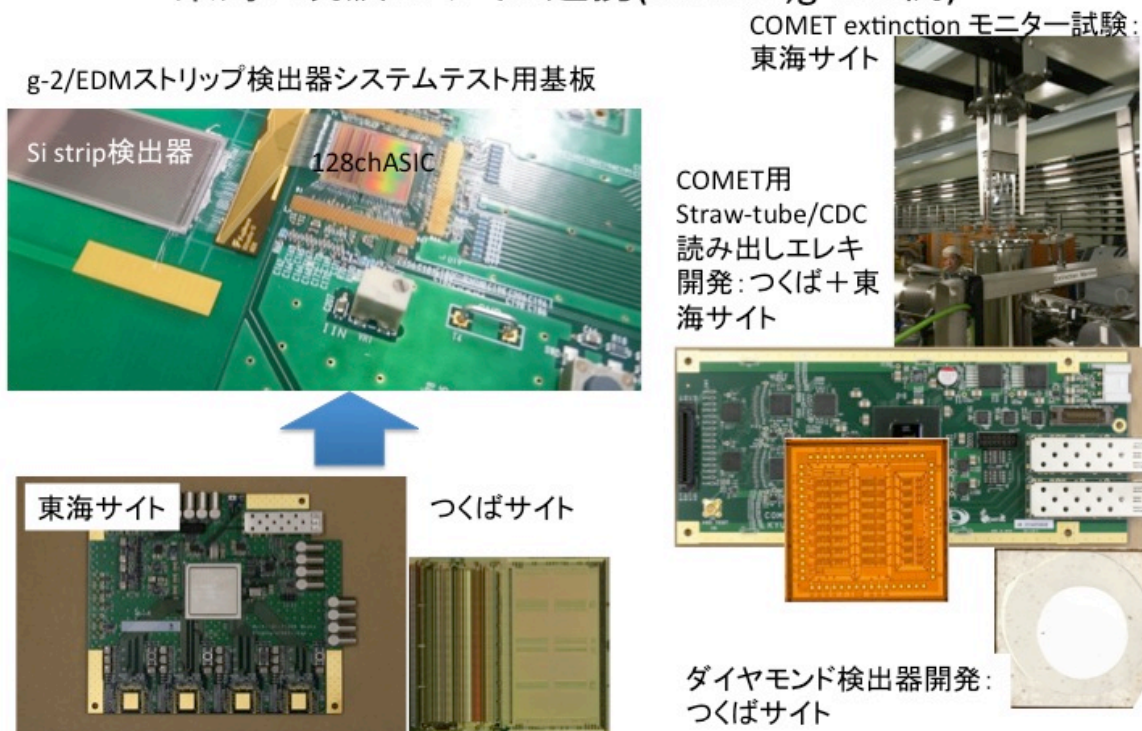 COMET extinction モニター試験:
東海サイト
g-2/EDMストリップ検出器システムテスト用基板
Si strip検出器
128chASIC
COMET用
Straw-tube/CDC
読み出しエレキ
開発:つくば+東
海サイト
東海サイト
つくばサイト
ダイヤモンド検出器開発:
つくばサイト